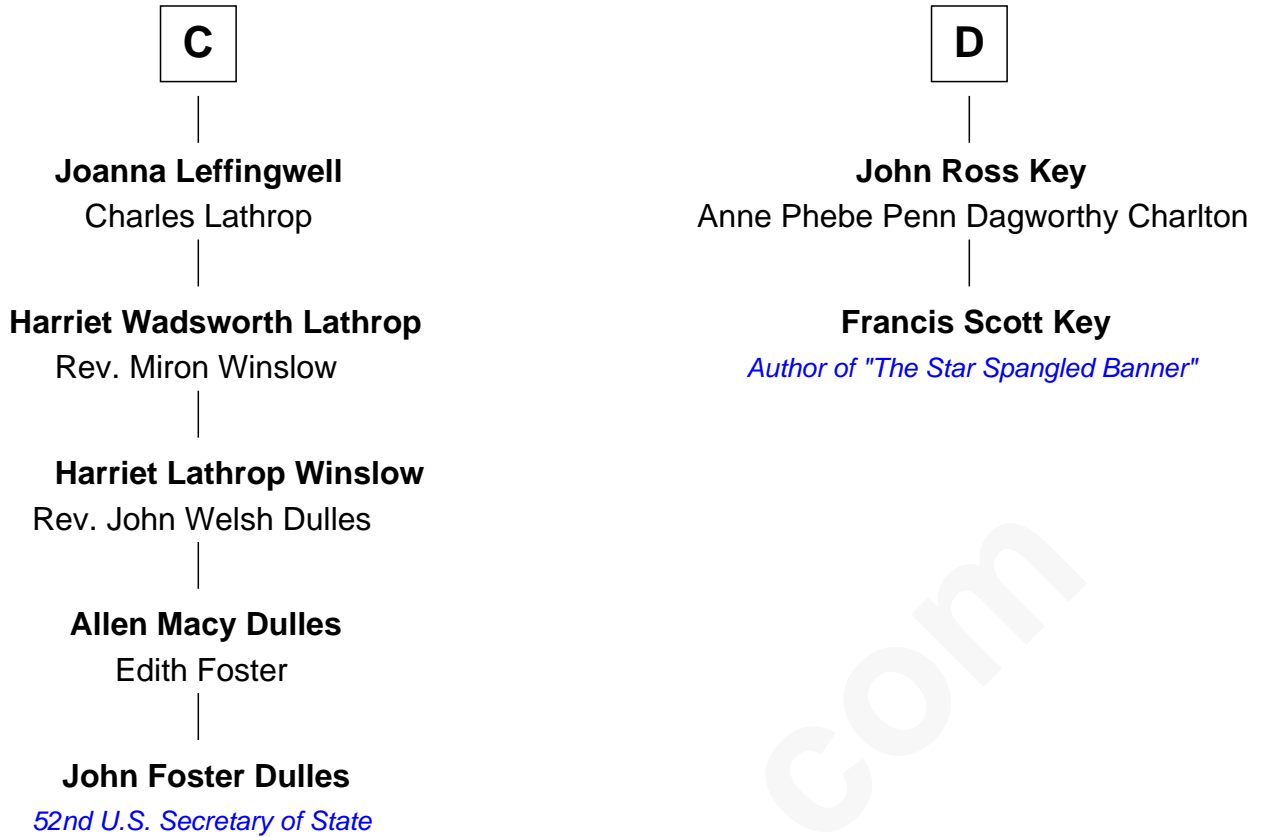 C
Joanna Leffingwell
Charles Lathrop
Harriet Wadsworth Lathrop
Rev. Miron Winslow
Harriet Lathrop Winslow
Rev. John Welsh Dulles
Allen Macy Dulles
Edith Foster
John Foster Dulles
52nd U.S. Secretary of State
D
John Ross Key
Anne Phebe Penn Dagworthy Charlton
Francis Scott Key
Author of "The Star Spangled Banner"
com